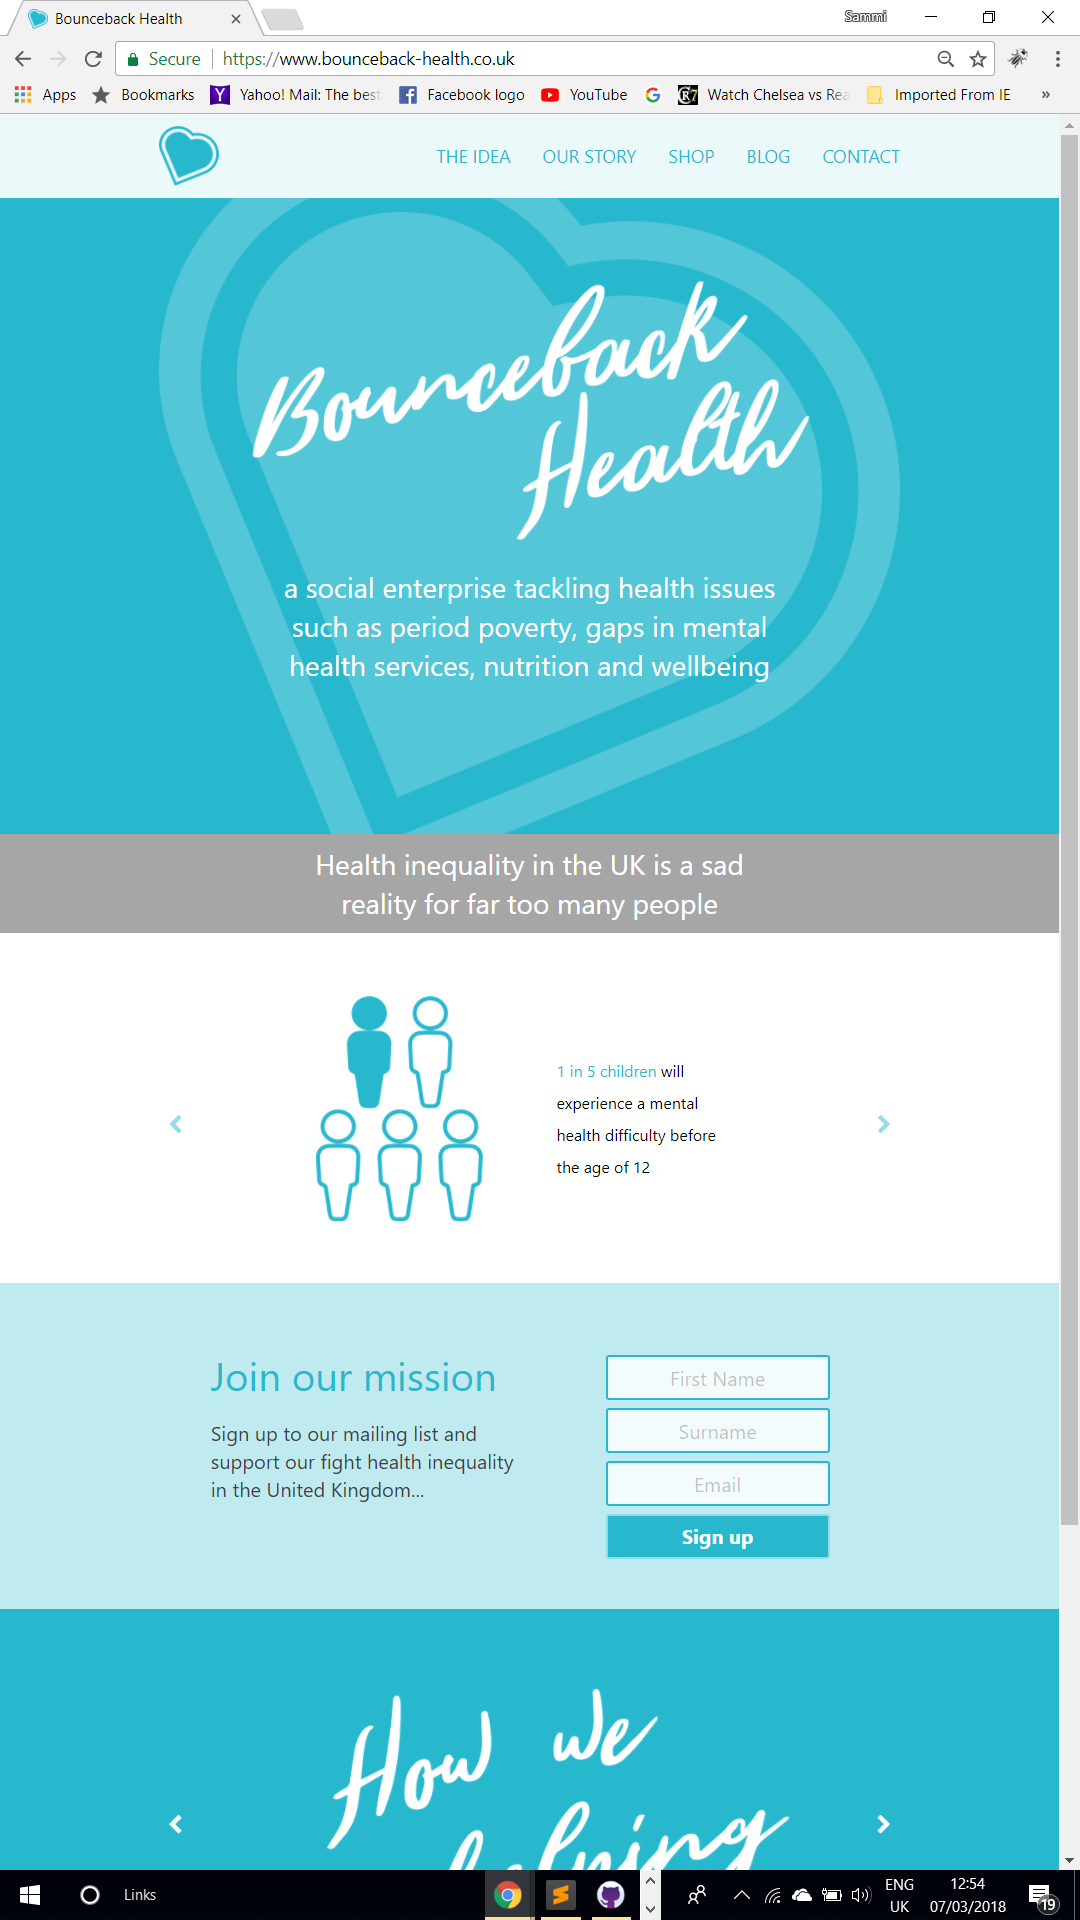 Bounceback Health
Sammi
Secure
https://www.bounceback-health.co.uk
Apps
Bookmarks
Yahoo! Mail: The best
Facebook logo
YouTube
Watch Chelsea vs Rea
Imported From IE
THE IDEA
OUR STORY
SHOP
BLOG
CONTACT
Bounceback
Health
a social enterprise tackling health issues
such as period poverty, gaps in mental
health services, nutrition and wellbeing
Health inequality in the UK is a sad
reality for far too many people
1 in 5 children will
experience a mental
health difficulty before
the age of 12
Join our mission
Sign up to our mailing list and
support our fight health inequality
in the United Kingdom...
First Name
Surname
Email
Sign up
How we
helping
Links
ENG
UK
12:54
07/03/2018
19